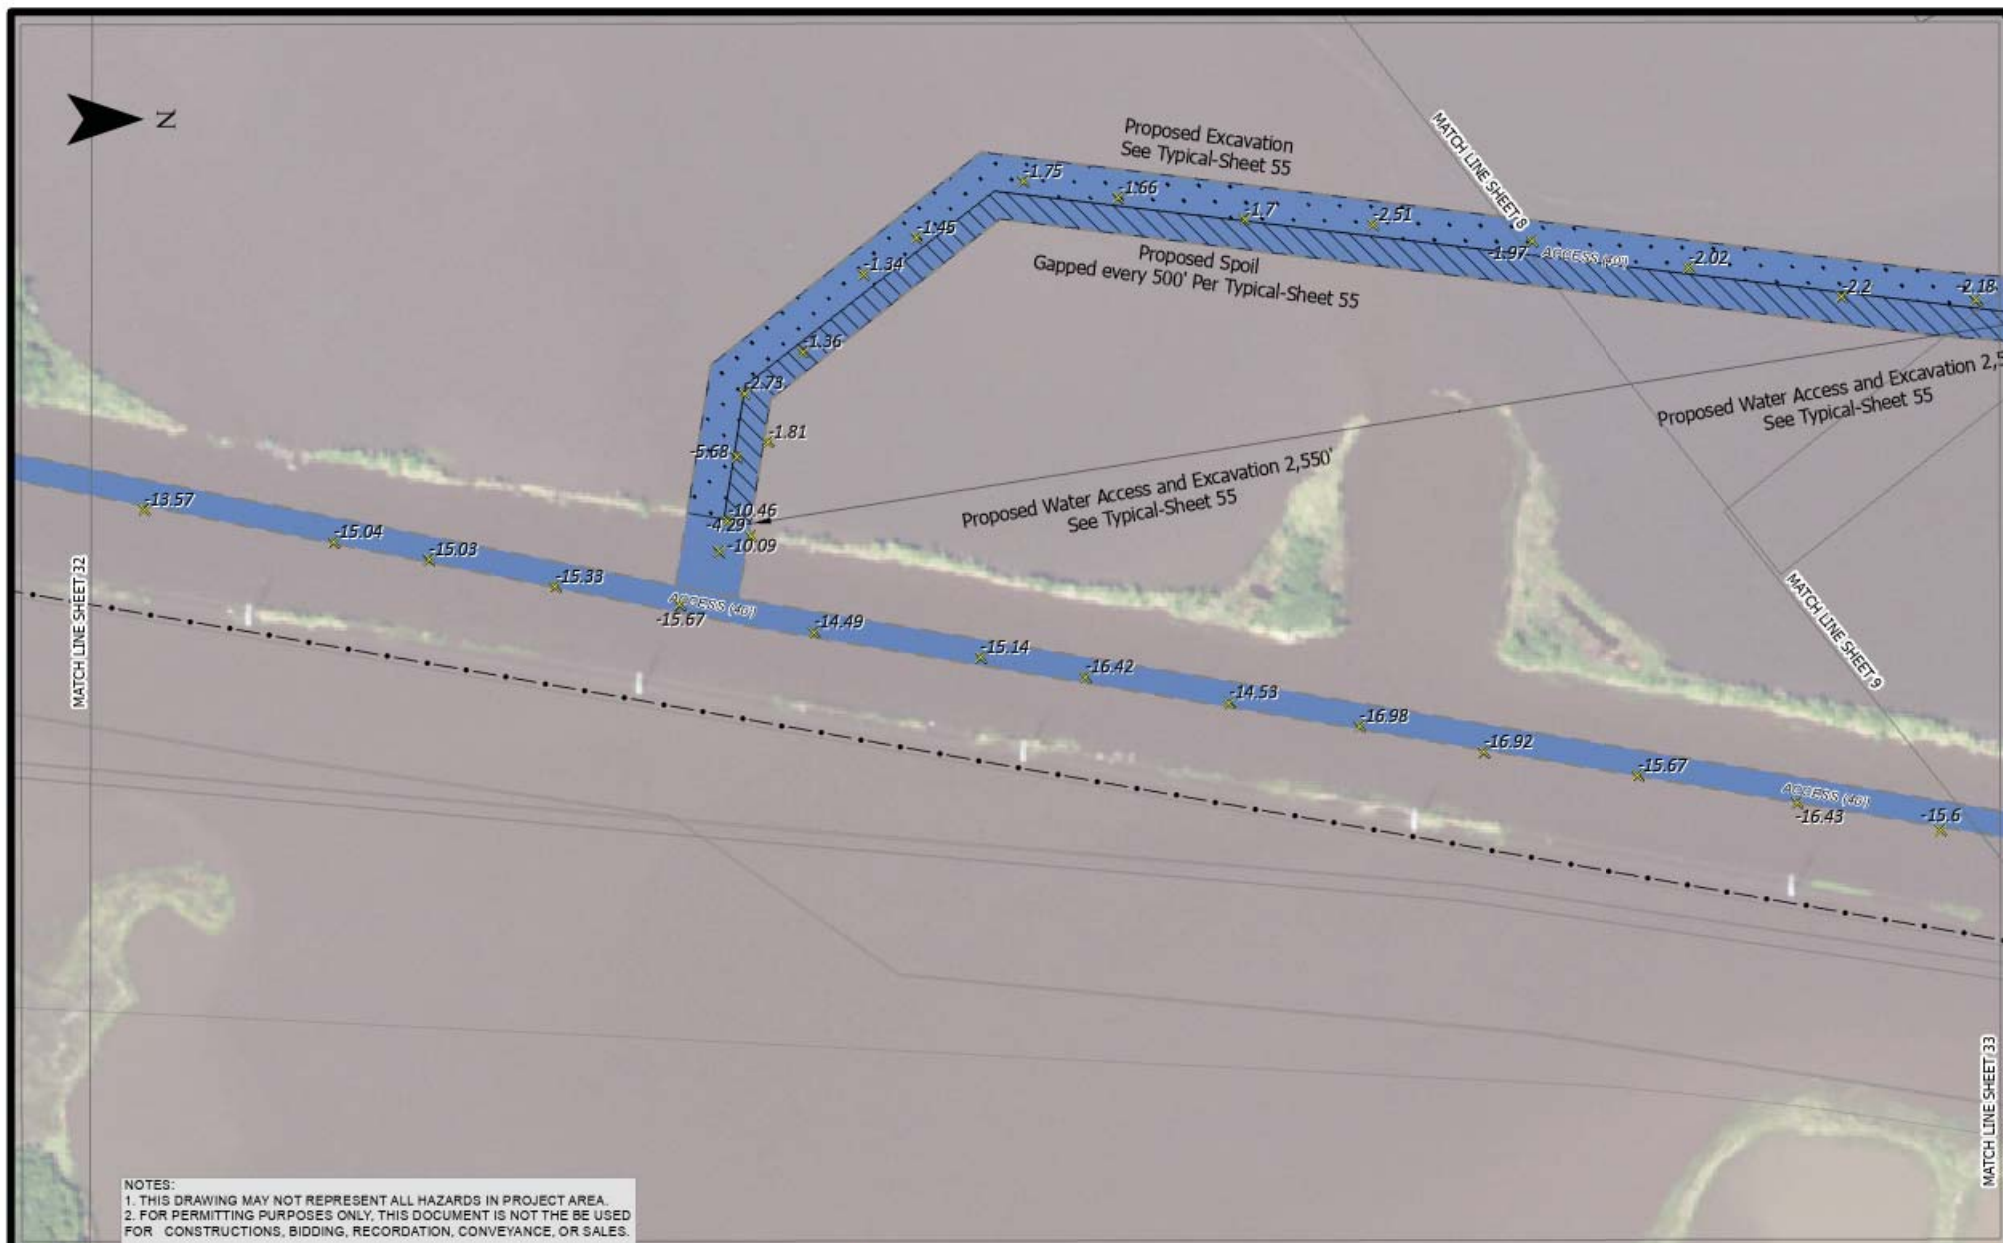 N
Proposed Excavation
See Typical-Sheet 55
MATCH LINE SHEET 8
-1.75
-1.66
-1.7
-2.51
-1.97
ACCESS (40')
-2.02
-2.2
-2.18
-1.45
-1.34
-1.36
Proposed Spoil
Gapped every 500' Per Typical-Sheet 55
-2.73
-1.81
-5.68
-10.46
-4.29
-10.09
Proposed Water Access and Excavation 2,550'
See Typical-Sheet 55
Proposed Water Access and Excavation 2,5
See Typical-Sheet 55
MATCH LINE SHEET 32
-13.57
-15.04
-15.03
-15.33
ACCESS (40')
-15.67
-14.49
-15.14
-16.42
-14.53
-16.98
-16.92
-15.67
ACCESS (40')
-16.43
-15.6
MATCH LINE SHEET 9
MATCH LINE SHEET 33
NOTES:
1. THIS DRAWING MAY NOT REPRESENT ALL HAZARDS IN PROJECT AREA.
2. FOR PERMITTING PURPOSES ONLY, THIS DOCUMENT IS NOT THE BE USED
FOR CONSTRUCTIONS, BIDDING, RECORDATION, CONVEYANCE, OR SALES.